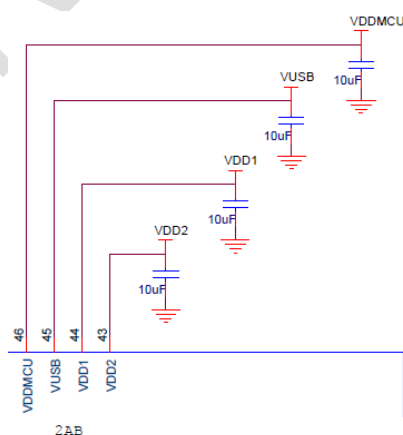 VDDMCU
10uF
VUSB
10uF
VDD1
10uF
VDD2
10uF
46
45
44
43
VDDMCU
VUSB
VDD1
VDD2
2AB